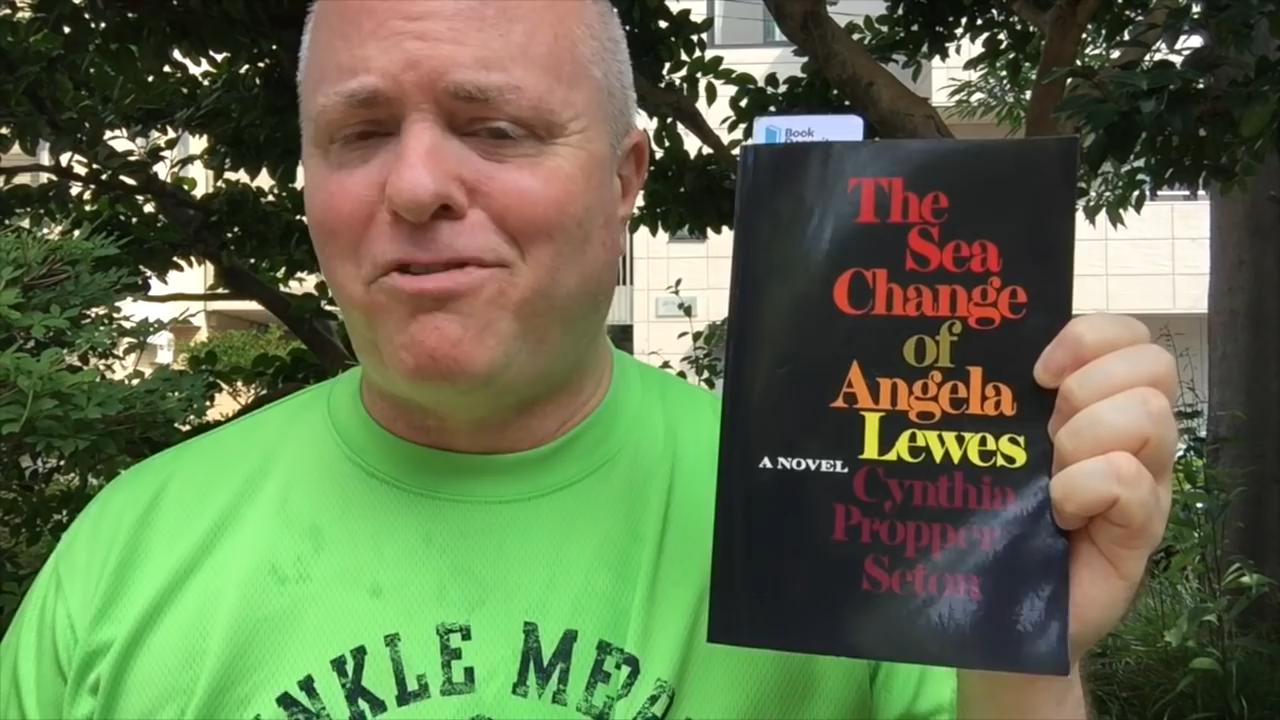 Book
The
Sea
Change
of
Angela
Lewes
A NOVEL
Cynthia
Propper
Seton